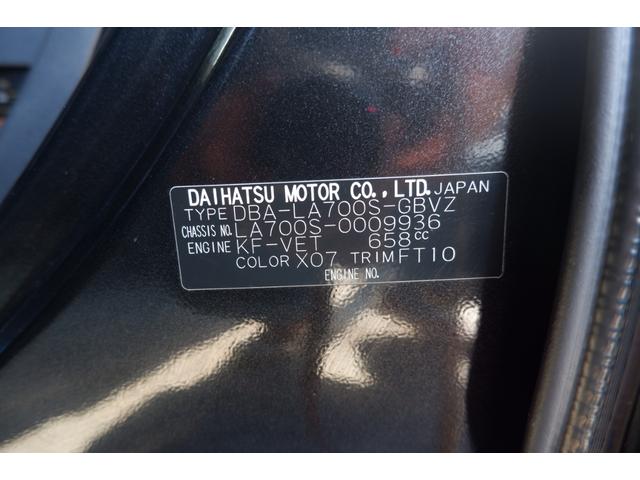 DAIHATSU MOTOR CO., LTD. JAPAN
TYPE DBA-LA700S-GBVZ
CHASSIS NO. LA700S-0009936
ENGINE KF-VET 658cc
COLOR X07 TRIM FT10
ENGINE NO.